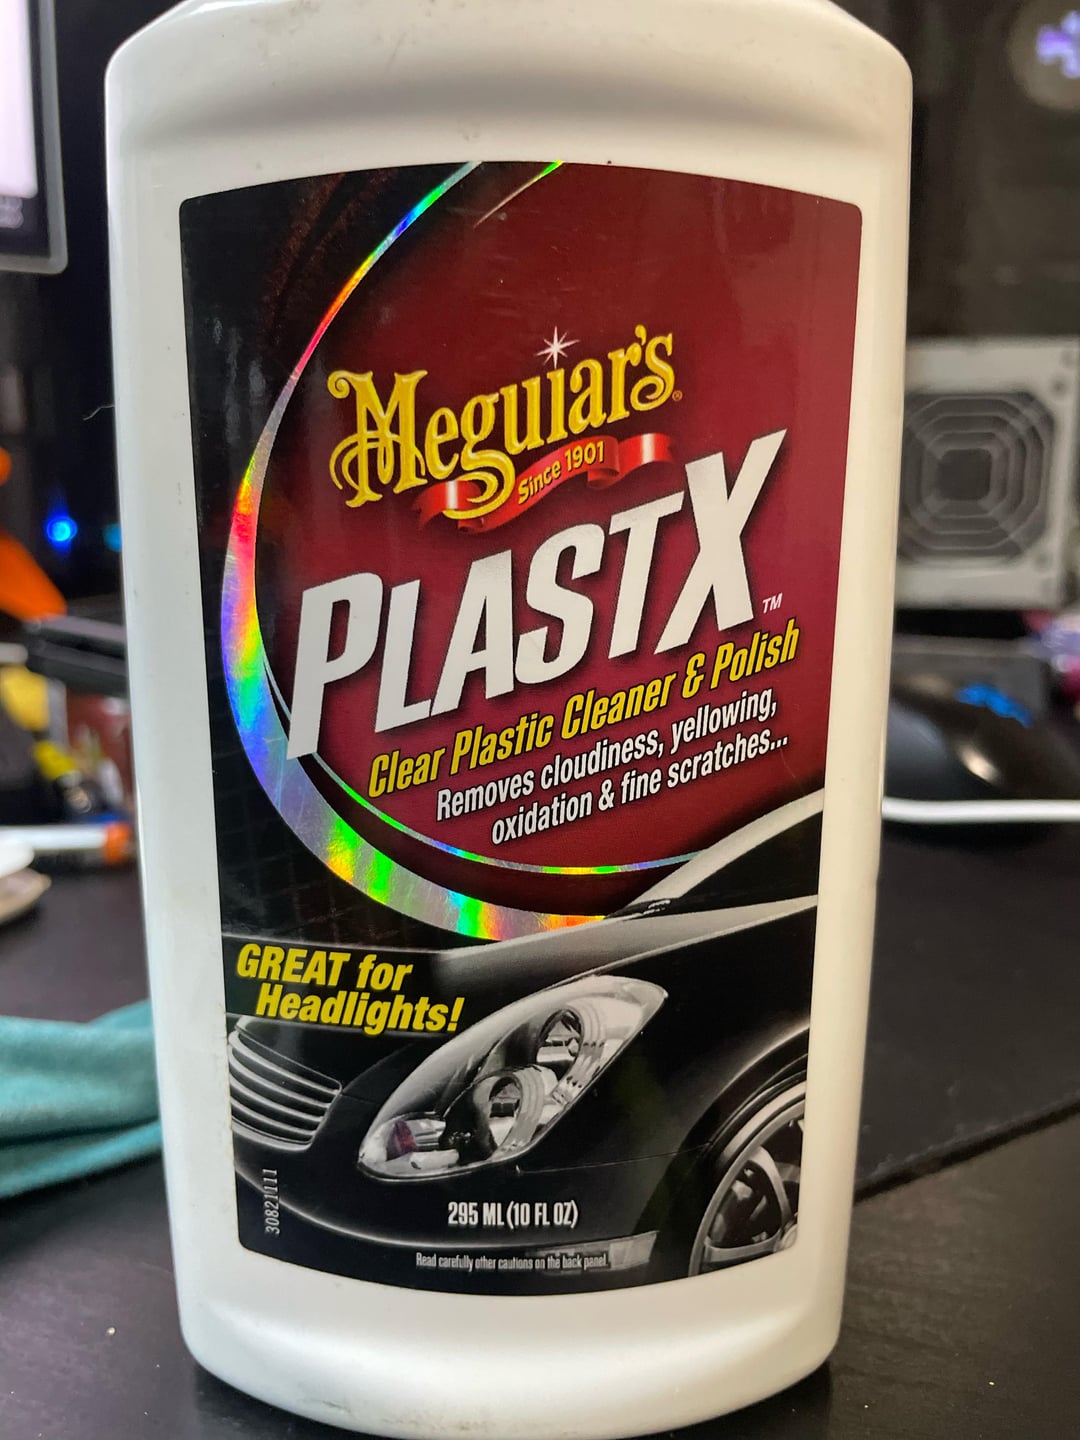 Meguiar's®
Since 1901
PLASTX™
Clear Plastic Cleaner & Polish
Removes cloudiness, yellowing,
oxidation & fine scratches...
GREAT for
Headlights!
30821111
295 ML (10 FL OZ)
Read carefully other cautions on the back panel.